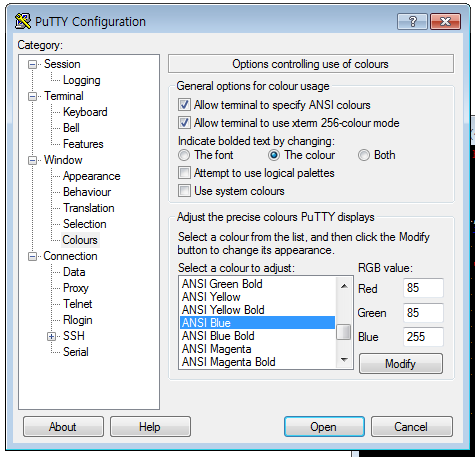 PuTTY Configuration
Category:
Session
Logging
Terminal
Keyboard
Bell
Features
Window
Appearance
Behaviour
Translation
Selection
Colours
Connection
Data
Proxy
Telnet
Rlogin
SSH
Serial
Options controlling use of colours
General options for colour usage
Allow terminal to specify ANSI colours
Allow terminal to use xterm 256-colour mode
Indicate bolded text by changing:
The font The colour Both
Attempt to use logical palettes
Use system colours
Adjust the precise colours PuTTY displays
Select a colour from the list, and then click the Modify
button to change its appearance.
Select a colour to adjust: RGB value:
ANSI Green Bold
ANSI Yellow
ANSI Yellow Bold
ANSI Blue
ANSI Blue Bold
ANSI Magenta
ANSI Magenta Bold
Red 85
Green 85
Blue 255
Modify
About Help Open Cancel